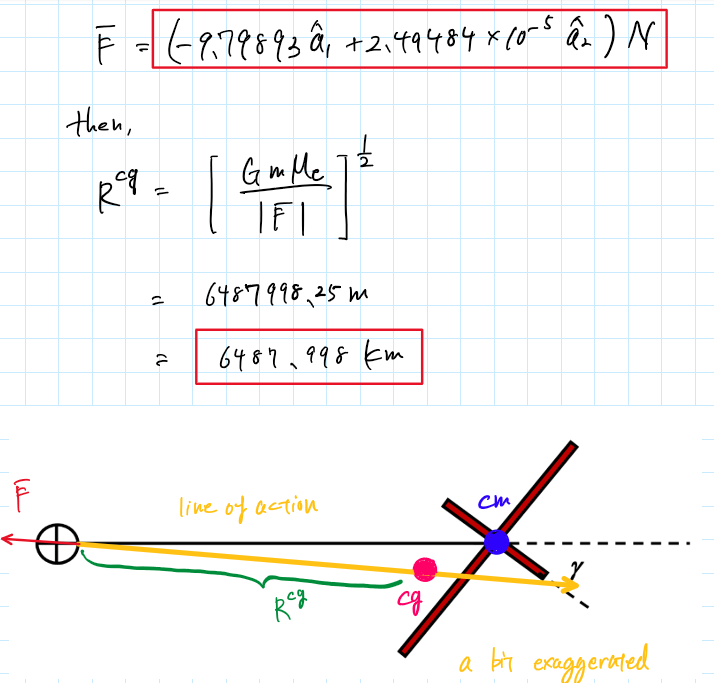 F̅ = (-9.79893 â₁ + 2.49484 × 10⁻⁵ â₂) N
then,
R^cg = [ G m Me / |F̅| ]^½
= 6487998.25 m
= 6487.998 km
F̅
line of action
cm
R^cg
cg
γ
a bit exaggerated